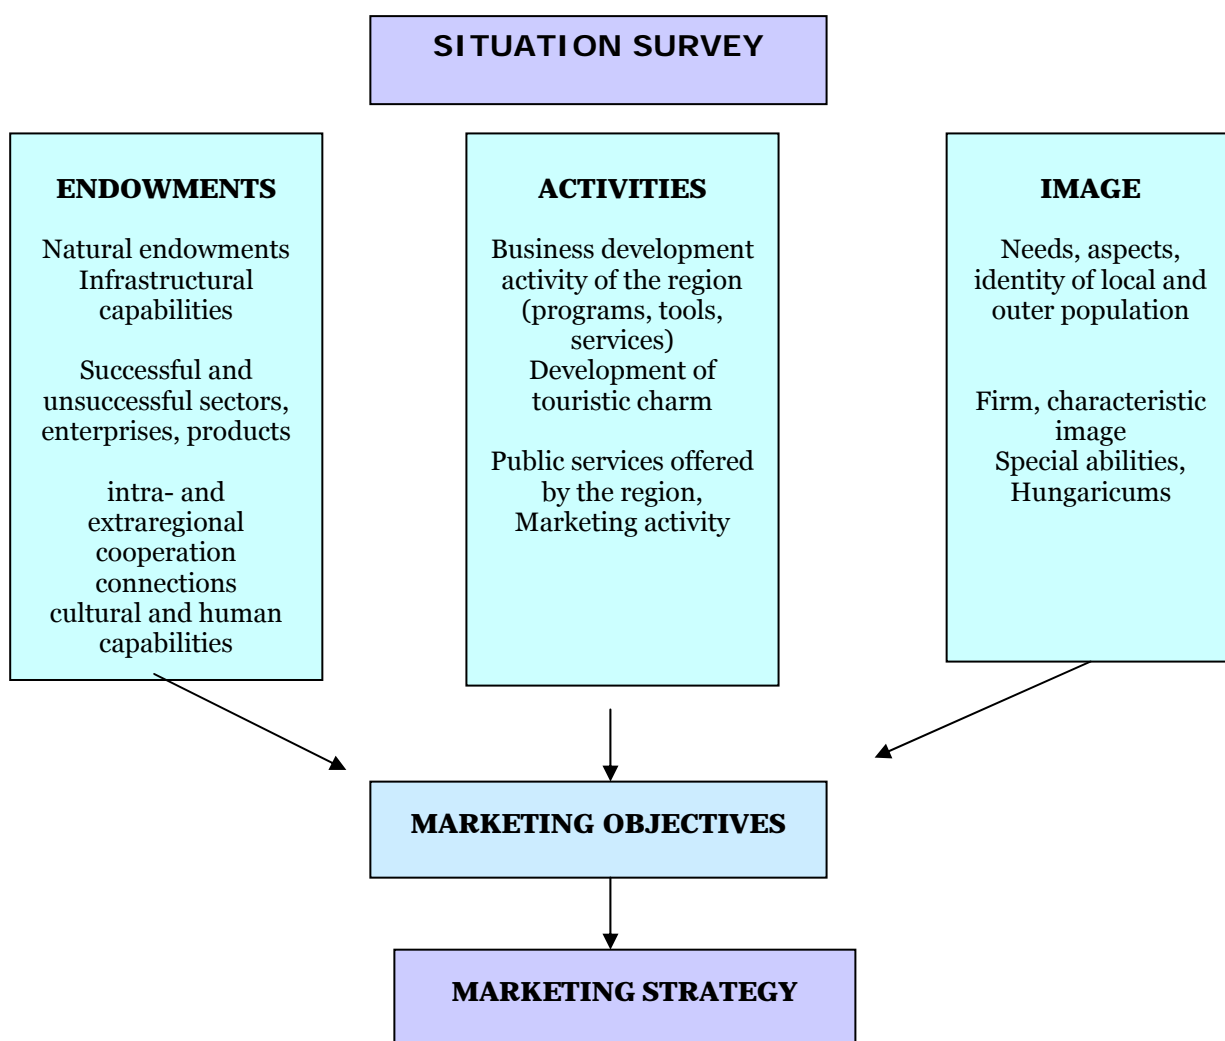 SITUATION SURVEY
ENDOWMENTS
Natural endowments
Infrastructural
capabilities
Successful and
unsuccessful sectors,
enterprises, products
intra- and
extraregional
cooperation
connections
cultural and human
capabilities
ACTIVITIES
Business development
activity of the region
(programs, tools,
services)
Development of
touristic charm
Public services offered
by the region,
Marketing activity
IMAGE
Needs, aspects,
identity of local and
outer population
Firm, characteristic
image
Special abilities,
Hungaricums
MARKETING OBJECTIVES
MARKETING STRATEGY